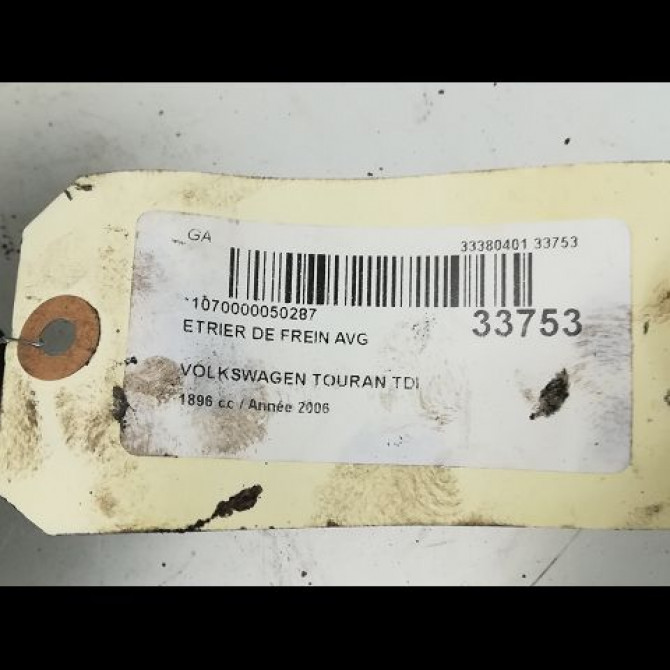 GA
33380401 33753
*1070000050287
33753
ETRIER DE FREIN AVG
VOLKSWAGEN TOURAN TDI
1896 cc / Année 2006